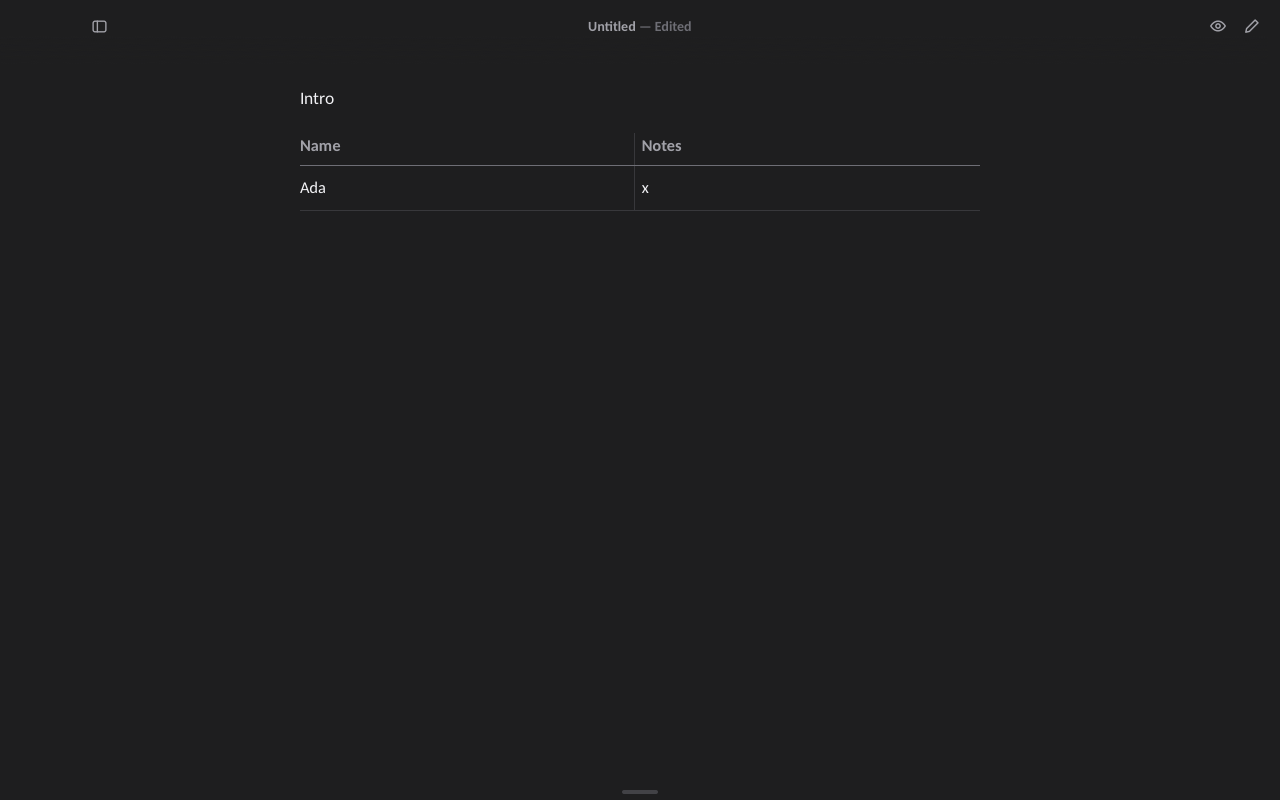 Untitled — Edited
Intro
Name Notes
Ada x